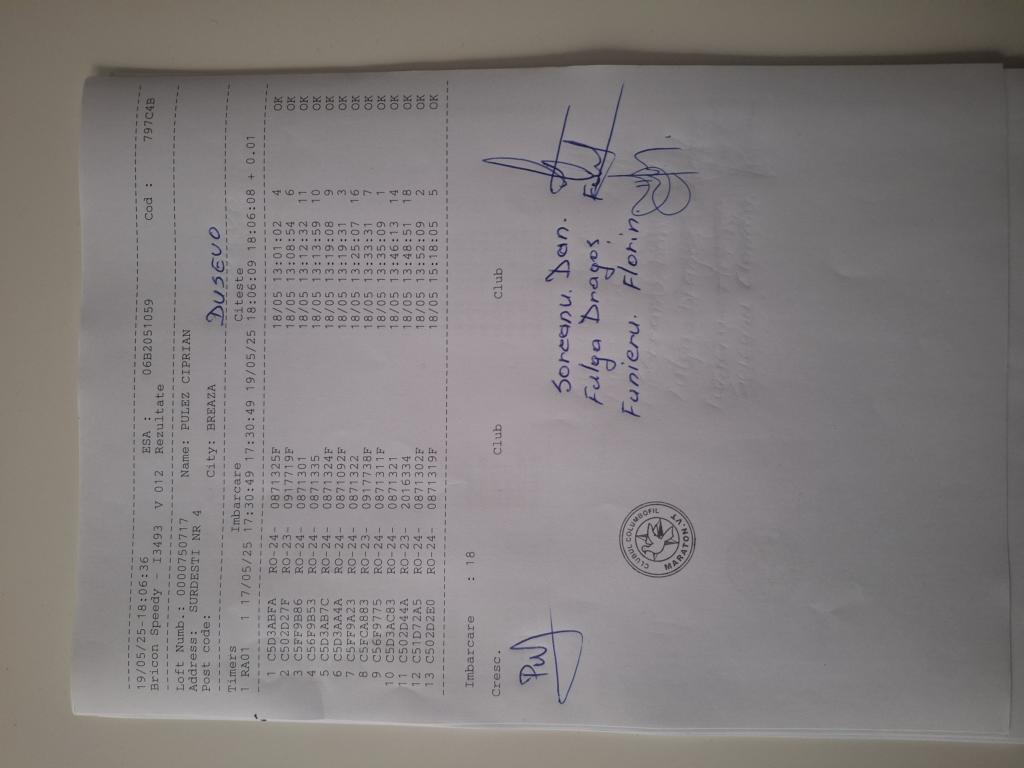 19/05/25-18:06:36 ESA : 06B2051059 Cod : 797C4B
Bricon Speedy - I3493 V 012 Rezultate
Loft Numb.: 0000750717 Name: PULEZ CIPRIAN
Address: SURDESTI NR 4
Post code: City: BREAZA DUSEVO
Timers Imbarcare Citeste
1 RA01 1 17/05/25 17:30:49 17:30:49 19/05/25 18:06:09 18:06:08 + 0.01
1 C5D3ABFA RO-24- 0871325F 18/05 13:01:02 4 OK
2 C502D27F RO-23- 0917719F 18/05 13:08:54 6 OK
3 C5FF9B86 RO-24- 0871301 18/05 13:12:32 11 OK
4 C56F9B53 RO-24- 0871335 18/05 13:13:59 10 OK
5 C5D3AB7C RO-24- 0871324F 18/05 13:19:08 9 OK
6 C5D3AA4A RO-24- 0871092F 18/05 13:19:31 3 OK
7 C5FF9A23 RO-24- 0871322 18/05 13:25:07 16 OK
8 C5FCA883 RO-23- 0917738F 18/05 13:33:31 7 OK
9 C56F9775 RO-24- 0871311F 18/05 13:35:09 1 OK
10 C5D3AC83 RO-24- 0871321 18/05 13:46:13 14 OK
11 C502D44A RO-23- 2016334 18/05 13:48:51 18 OK
12 C51D72A5 RO-24- 0871302F 18/05 13:52:09 2 OK
13 C502D2E0 RO-24- 0871319F 18/05 15:18:05 5 OK
Imbarcare : 18
Cresc. Club Club
Soreanu. Dan.
Fulga Dragoș
Funieru. Florin.
CLUBUL COLUMBOFIL
MARATON VT